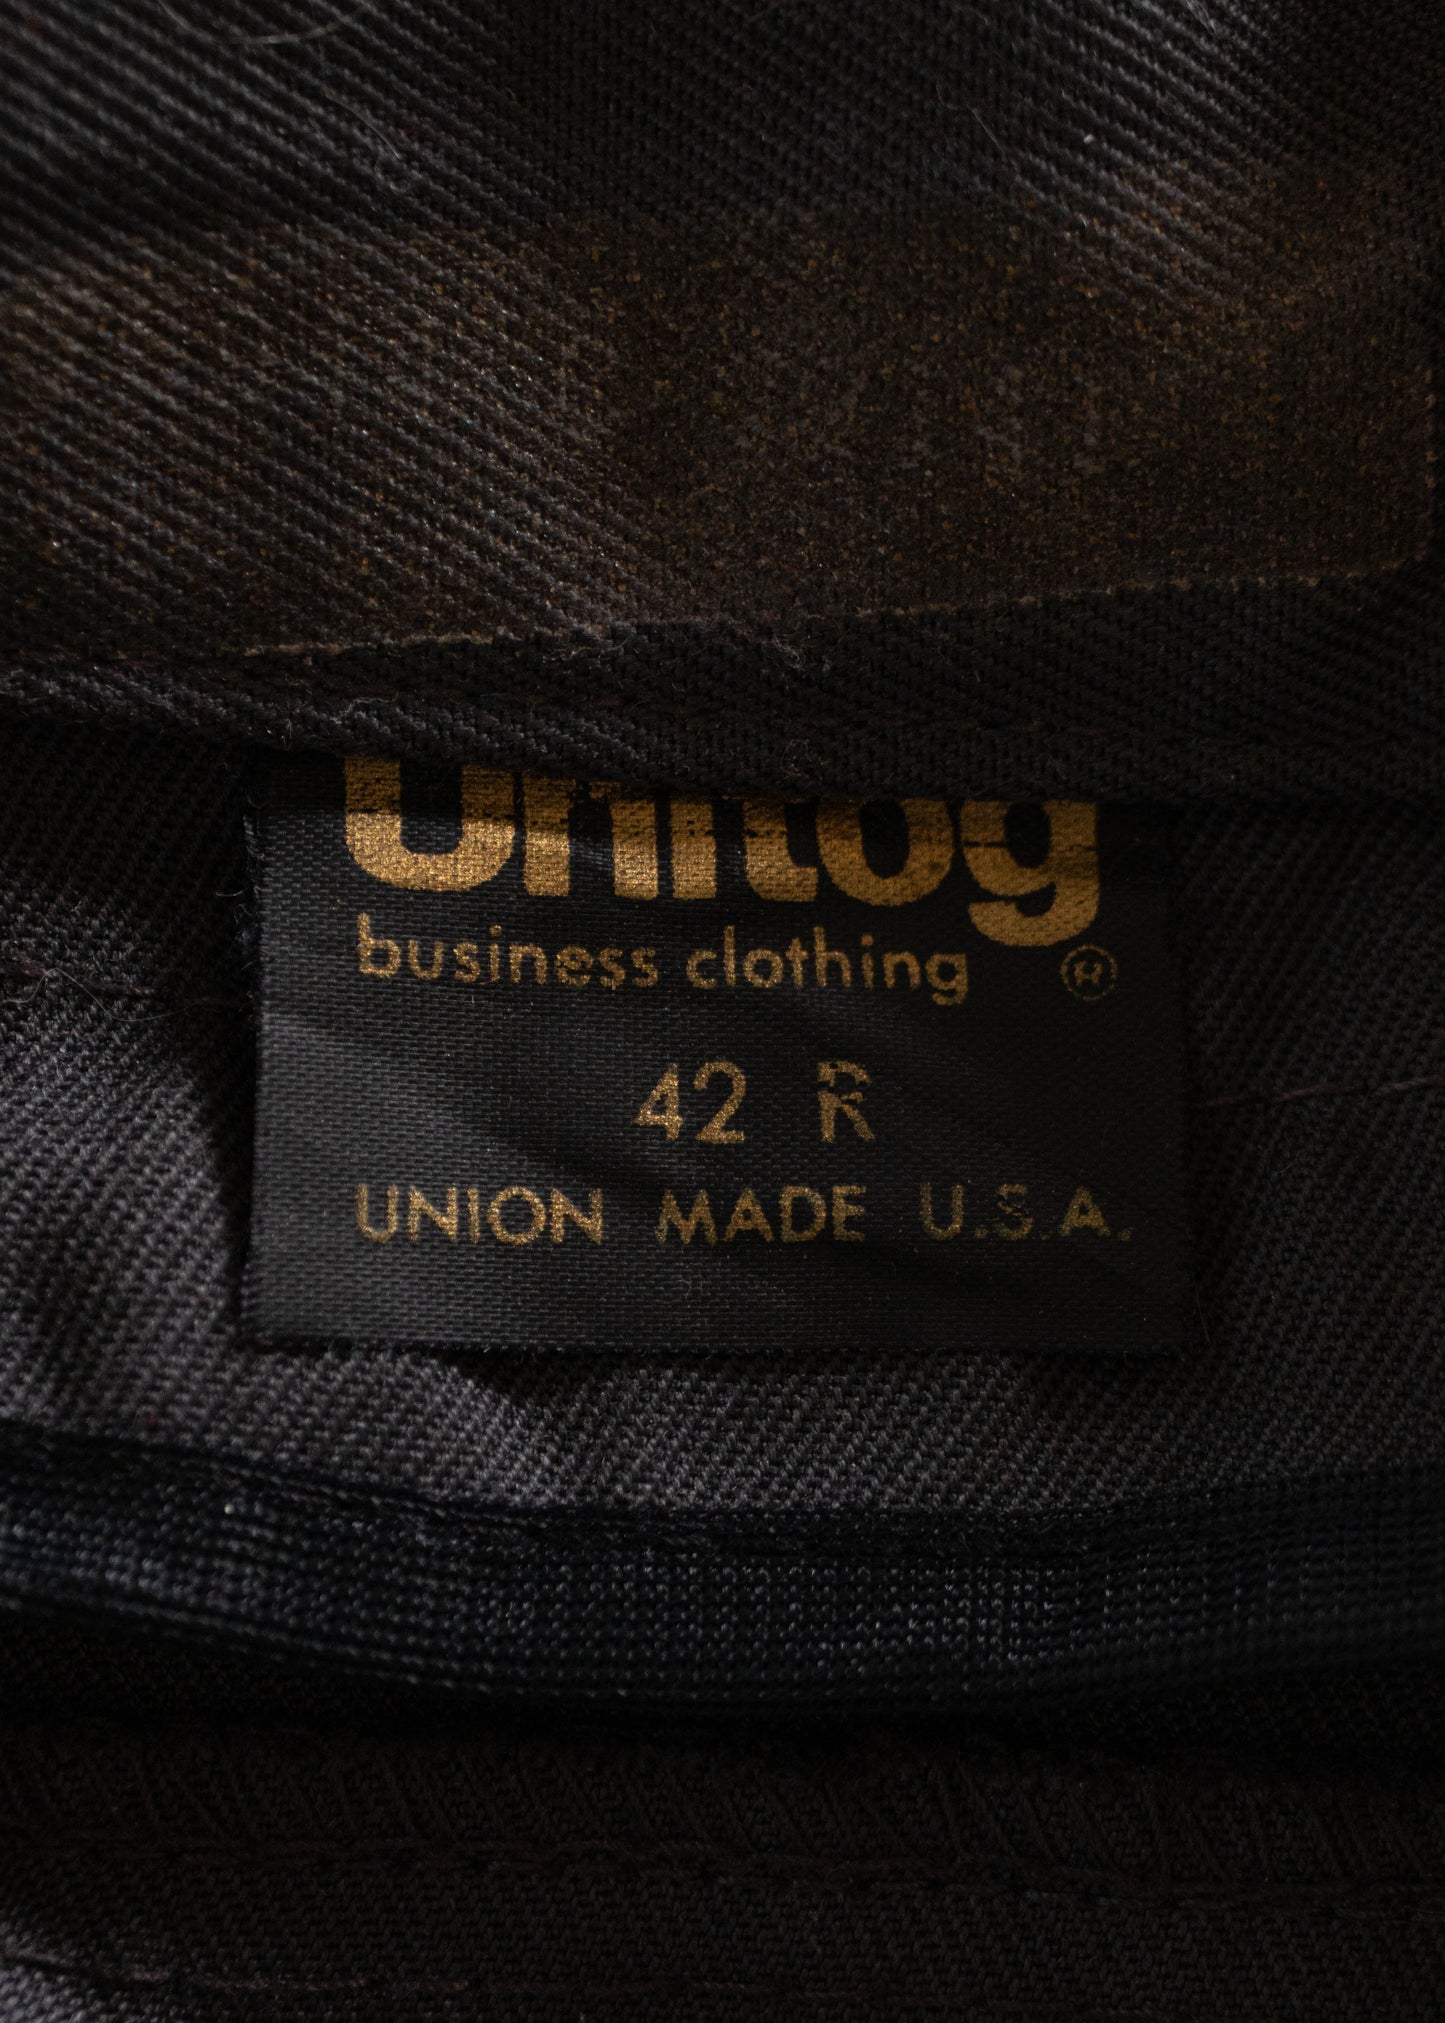 unitog
business clothing ®
42 R
UNION MADE U.S.A.